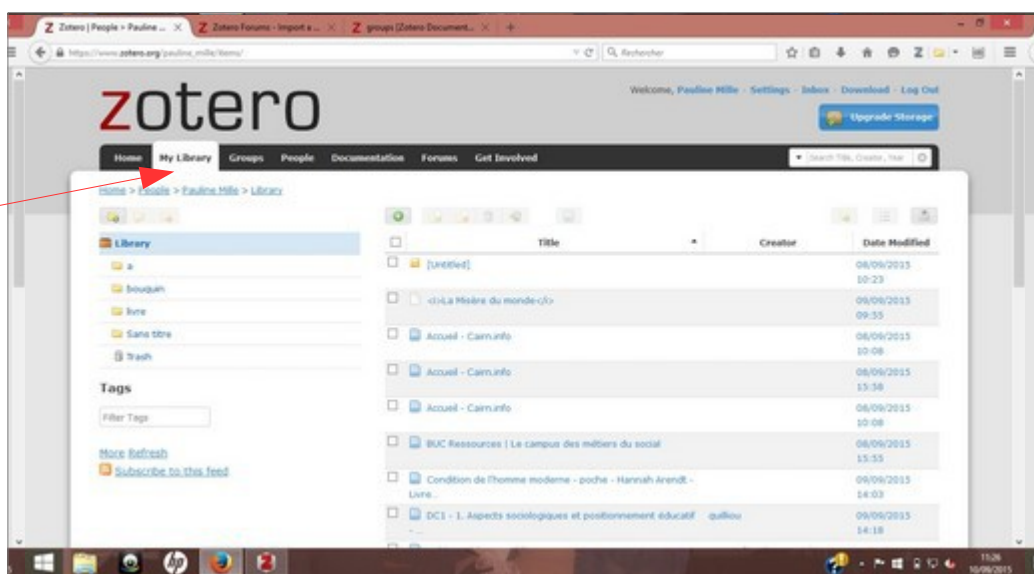 Zotero | People > Pauline ...
Zotero Forums - Import a ...
groups [Zotero Document...
https://www.zotero.org/pauline_mille/items/
Rechercher
zotero
Welcome, Pauline Mille · Settings · Inbox · Download · Log Out
Upgrade Storage
Home My Library Groups People Documentation Forums Get Involved
Search Title, Creator, Year
Home > People > Pauline Mille > Library
Library
a
bouquin
livre
Sans titre
Trash
Tags
Filter Tags
More Refresh
Subscribe to this feed
Title Creator Date Modified
[Untitled] 08/09/2015
10:23
<i>La Misère du monde</i> 09/09/2015
09:55
Accueil - Cairn.info 08/09/2015
10:08
Accueil - Cairn.info 08/09/2015
15:58
Accueil - Cairn.info 08/09/2015
10:08
BUC Ressources | Le campus des métiers du social 08/09/2015
15:55
Condition de l'homme moderne - poche - Hannah Arendt - 09/09/2015
Livre... 14:03
DC1 - 1. Aspects sociologiques et positionnement éducatif quilliou 09/09/2015
- ... 14:18
hp
11:26
10/09/2015